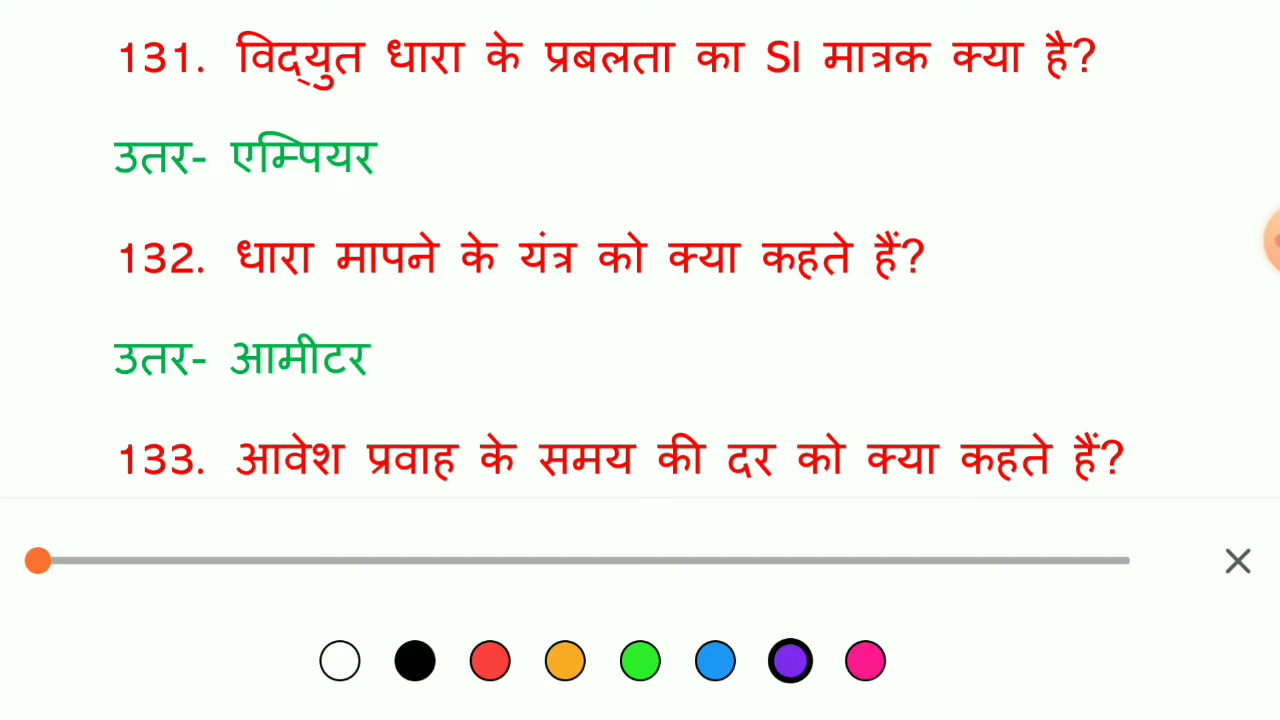 131. विद्युत धारा के प्रबलता का SI मात्रक क्या है?
उतर- एम्पियर
132. धारा मापने के यंत्र को क्या कहते हैं?
उतर- आमीटर
133. आवेश प्रवाह के समय की दर को क्या कहते हैं?